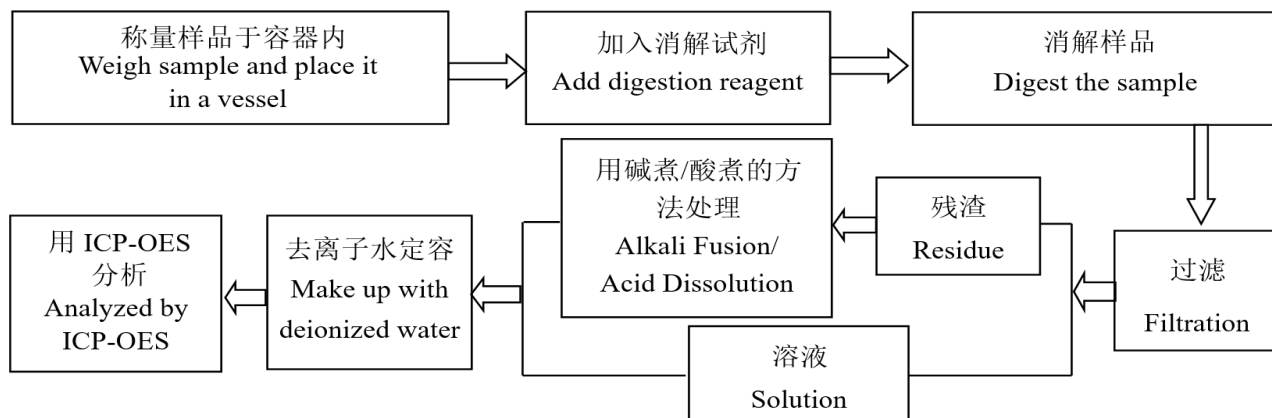 称量样品于容器内
Weigh sample and place it
in a vessel
加入消解试剂
Add digestion reagent
消解样品
Digest the sample
过滤
Filtration
残渣
Residue
用碱煮/酸煮的方
法处理
Alkali Fusion/
Acid Dissolution
溶液
Solution
去离子水定容
Make up with
deionized water
用 ICP-OES
分析
Analyzed by
ICP-OES